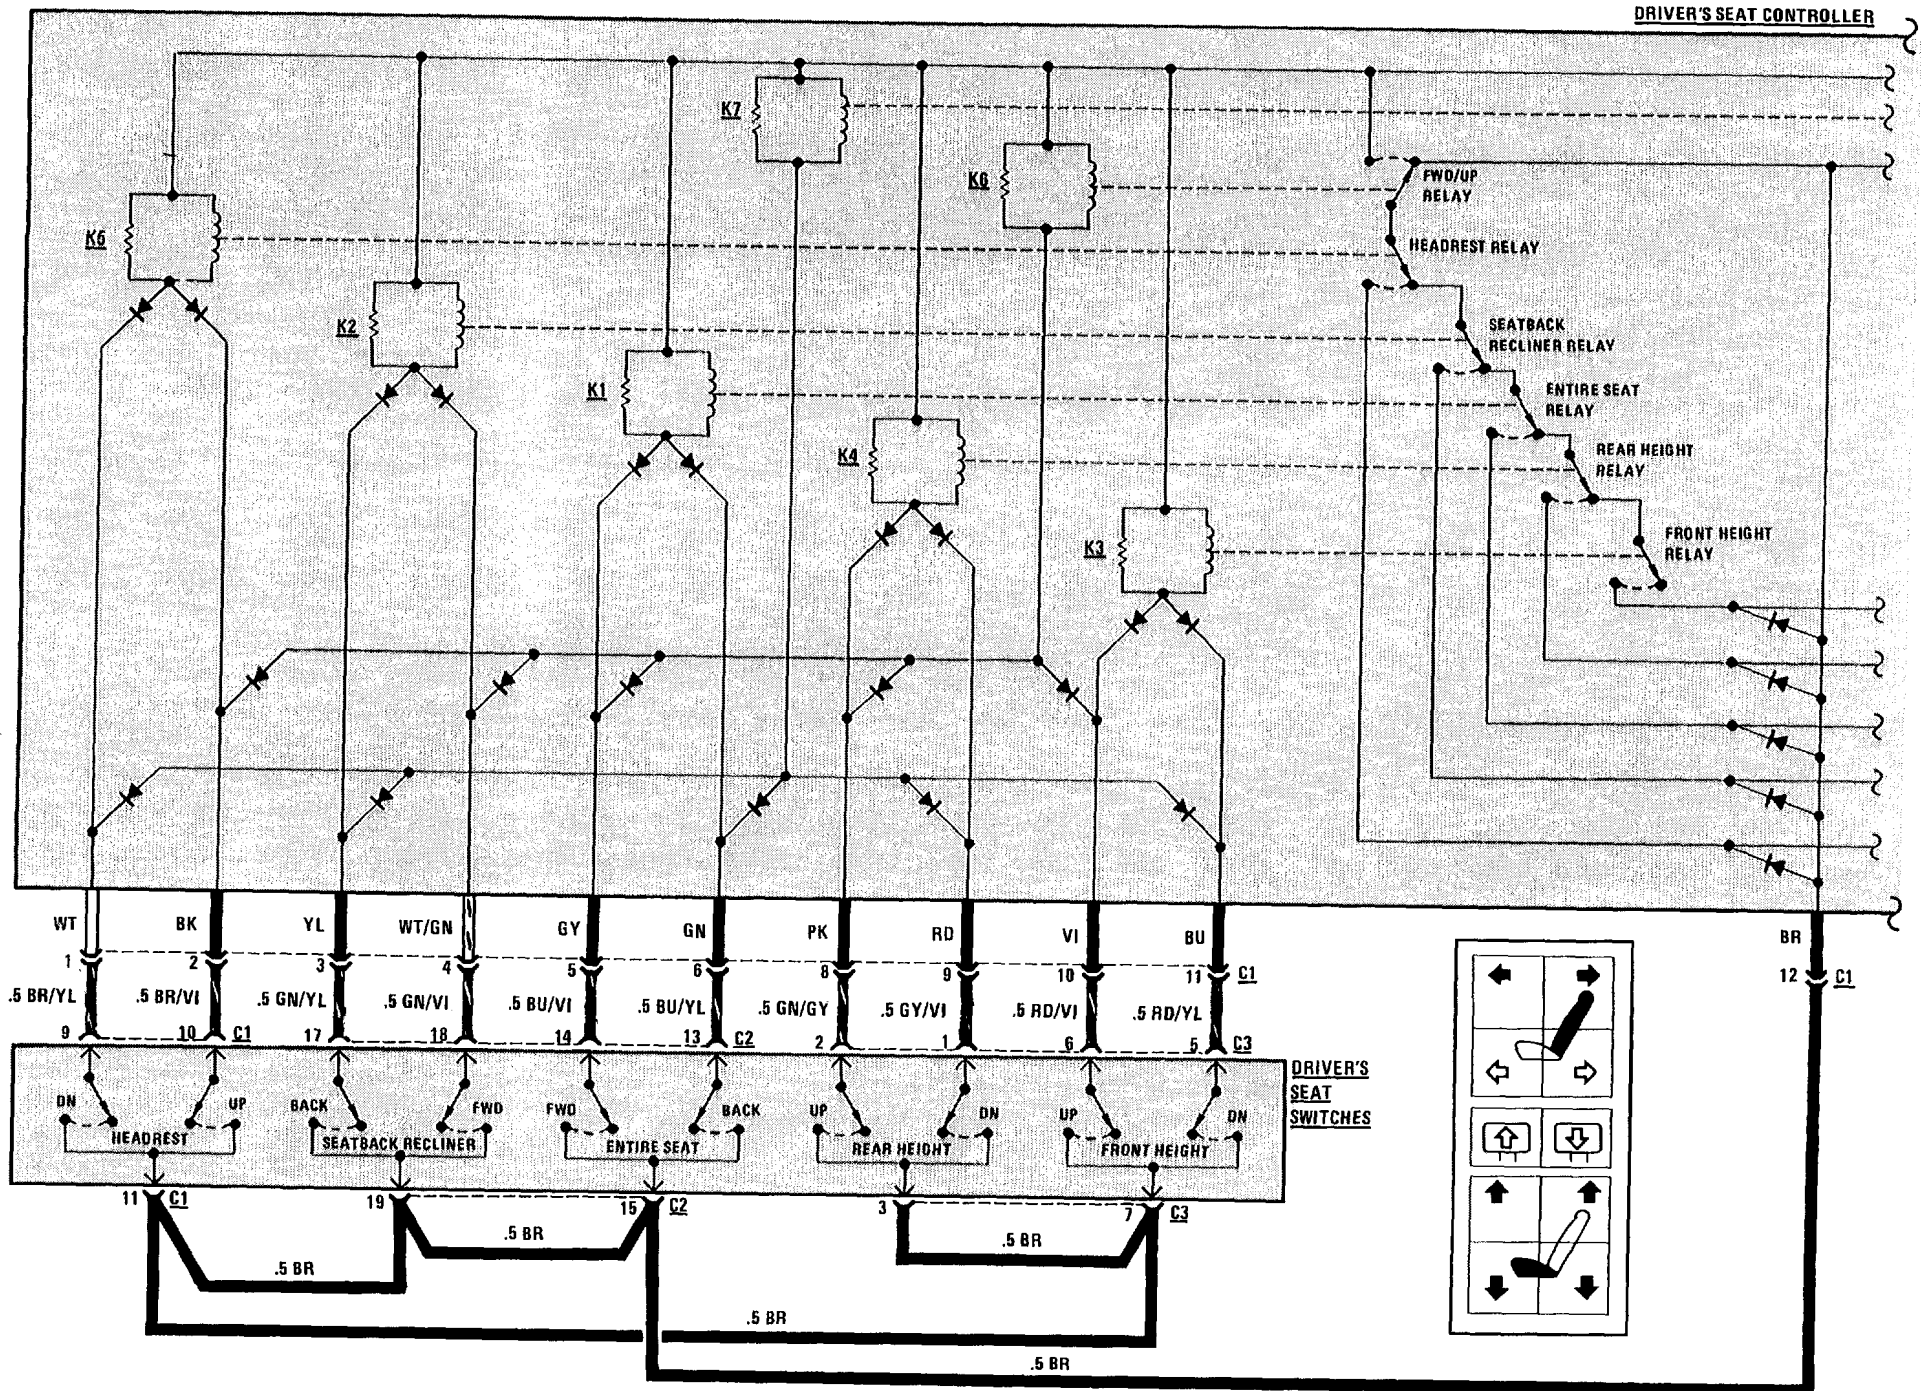 DRIVER'S SEAT CONTROLLER
K7
K6
FWD/UP
RELAY
K5
HEADREST RELAY
K2
SEATBACK
RECLINER RELAY
K1
ENTIRE SEAT
RELAY
K4
REAR HEIGHT
RELAY
K3
FRONT HEIGHT
RELAY
WT BK YL WT/GN GY GN PK RD VI BU BR
1 2 3 4 5 6 8 9 10 11 C1 12 C1
.5 BR/YL .5 BR/VI .5 GN/YL .5 GN/VI .5 BU/VI .5 BU/YL .5 GN/GY .5 GY/VI .5 RD/VI .5 RD/YL
9 10 C1 17 18 14 13 C2 2 1 6 5 C3
DRIVER'S
SEAT
SWITCHES
DN UP BACK FWD FWD BACK UP DN UP DN
HEADREST SEATBACK RECLINER ENTIRE SEAT REAR HEIGHT FRONT HEIGHT
11 C1 19 15 C2 3 7 C3
.5 BR .5 BR
.5 BR
.5 BR
.5 BR